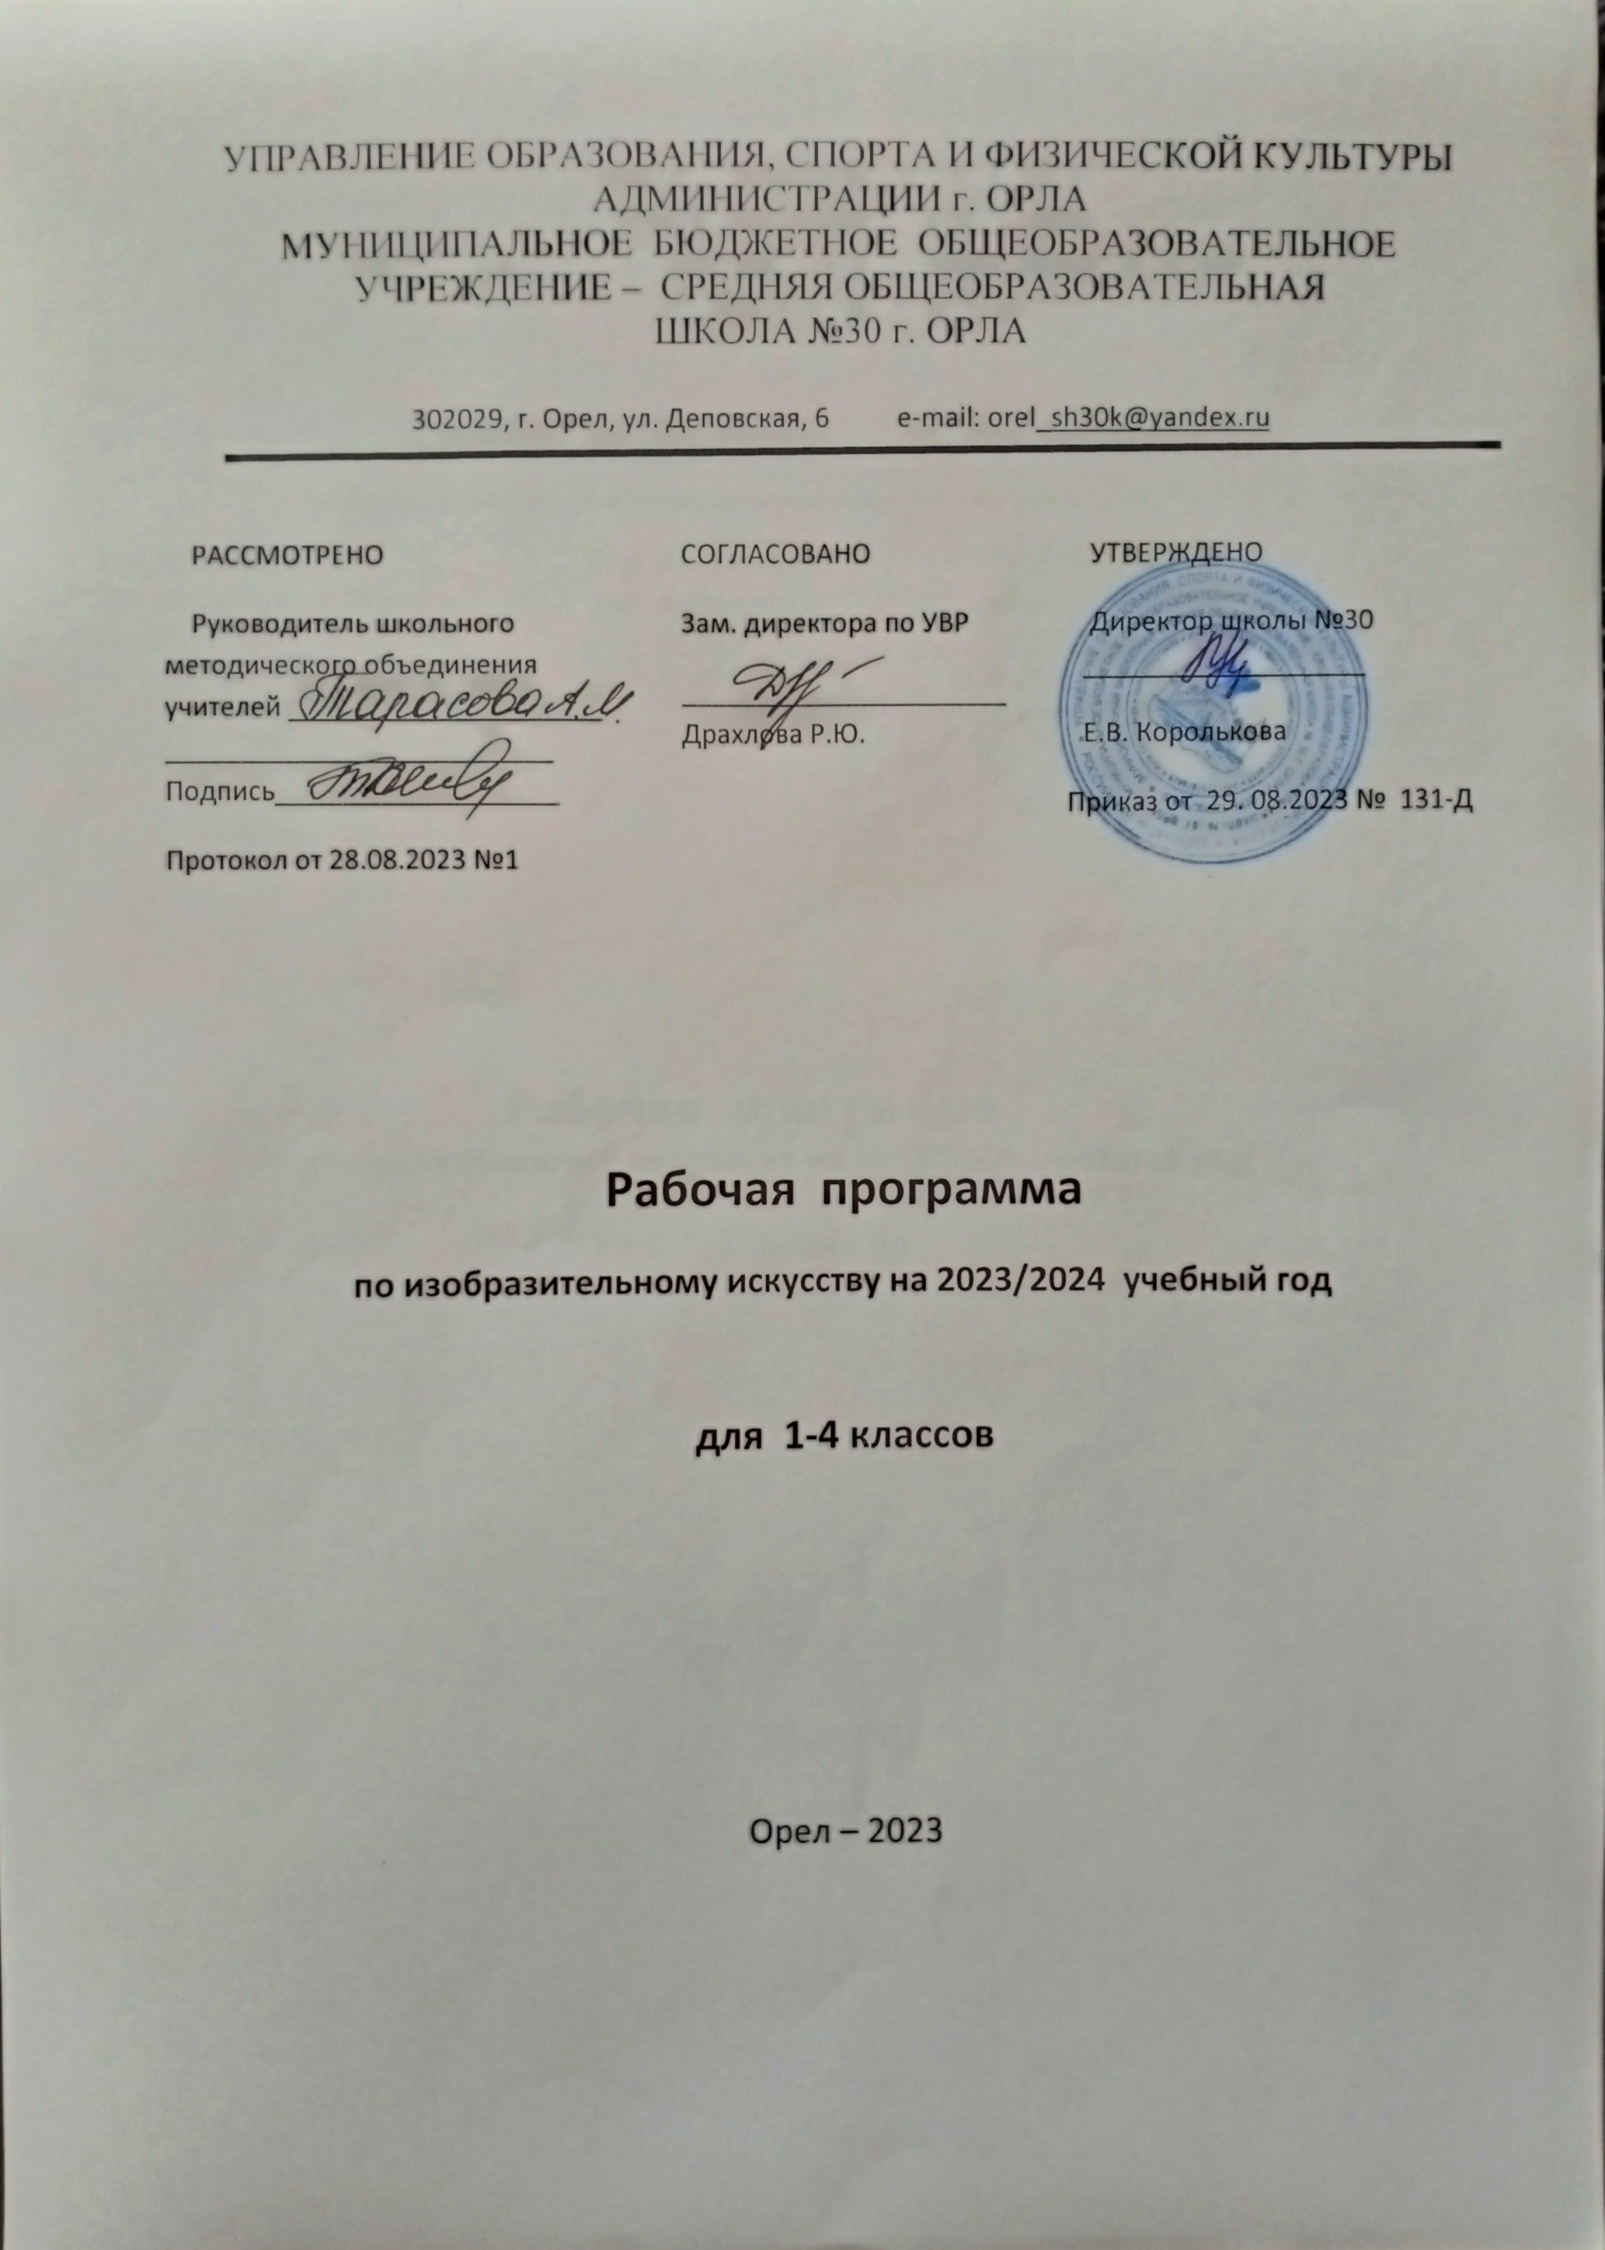 УПРАВЛЕНИЕ ОБРАЗОВАНИЯ, СПОРТА И ФИЗИЧЕСКОЙ КУЛЬТУРЫ
АДМИНИСТРАЦИИ г. ОРЛА
МУНИЦИПАЛЬНОЕ БЮДЖЕТНОЕ ОБЩЕОБРАЗОВАТЕЛЬНОЕ
УЧРЕЖДЕНИЕ – СРЕДНЯЯ ОБЩЕОБРАЗОВАТЕЛЬНАЯ
ШКОЛА №30 г. ОРЛА
302029, г. Орел, ул. Деповская, 6 e-mail: orel_sh30k@yandex.ru
РАССМОТРЕНО
Руководитель школьного
методического объединения
учителей Тарасова А.М.
Подпись
Протокол от 28.08.2023 №1
СОГЛАСОВАНО
Зам. директора по УВР
Драхлова Р.Ю.
УТВЕРЖДЕНО
Директор школы №30
Е.В. Королькова
Приказ от 29. 08.2023 № 131-Д
Рабочая программа
по изобразительному искусству на 2023/2024 учебный год
для 1-4 классов
Орел – 2023